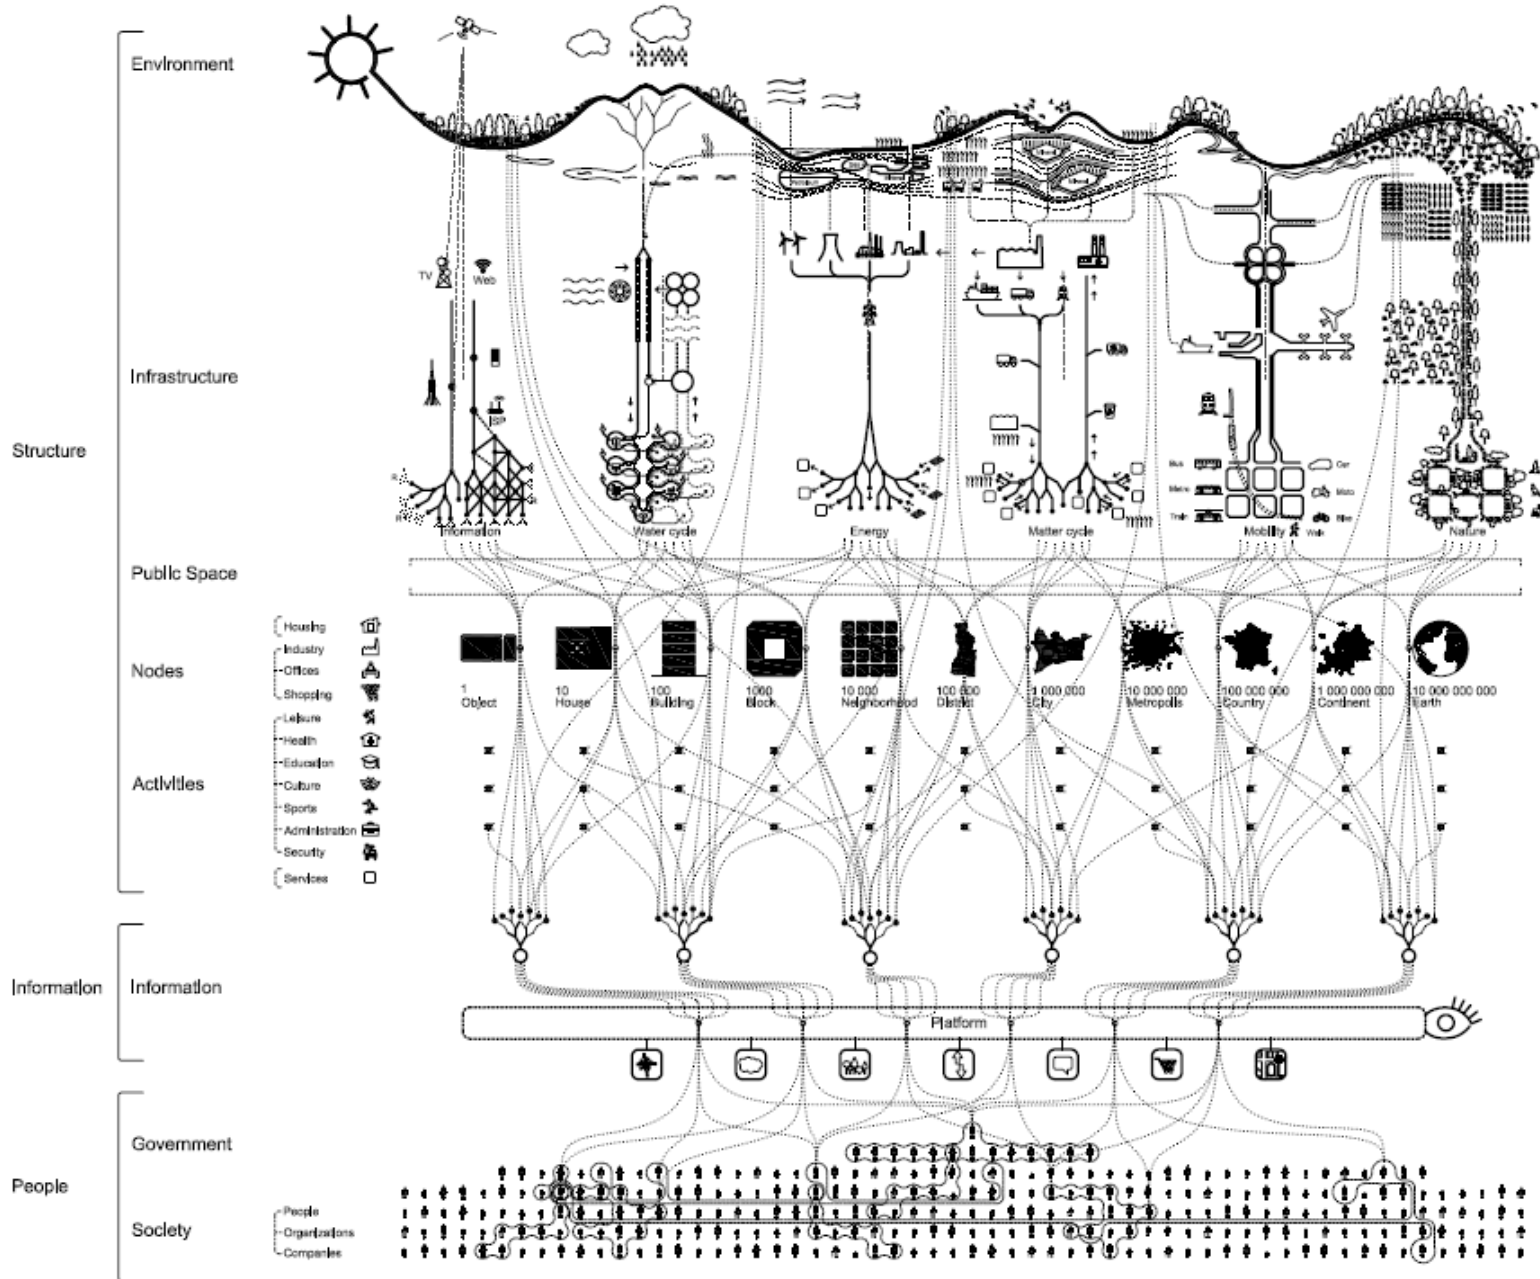 Environment
TV
Web
Infrastructure
ISP
Structure
Bus
Car
Metro
Moto
Train
Bike
R
R
R
Information
Water cycle
Energy
Matter cycle
Mobility
Walk
Nature
Public Space
Housing
Industry
Nodes
Offices
Shopping
1
Object
10
House
100
Building
1000
Block
10 000
Neighborhood
100 000
District
1 000 000
City
10 000 000
Metropolis
100 000 000
Country
1 000 000 000
Continent
10 000 000 000
Earth
Leisure
Health
Education
Activities
Culture
Sports
Administration
Security
Services
Information
Information
Platform
Government
People
People
Society
Organizations
Companies